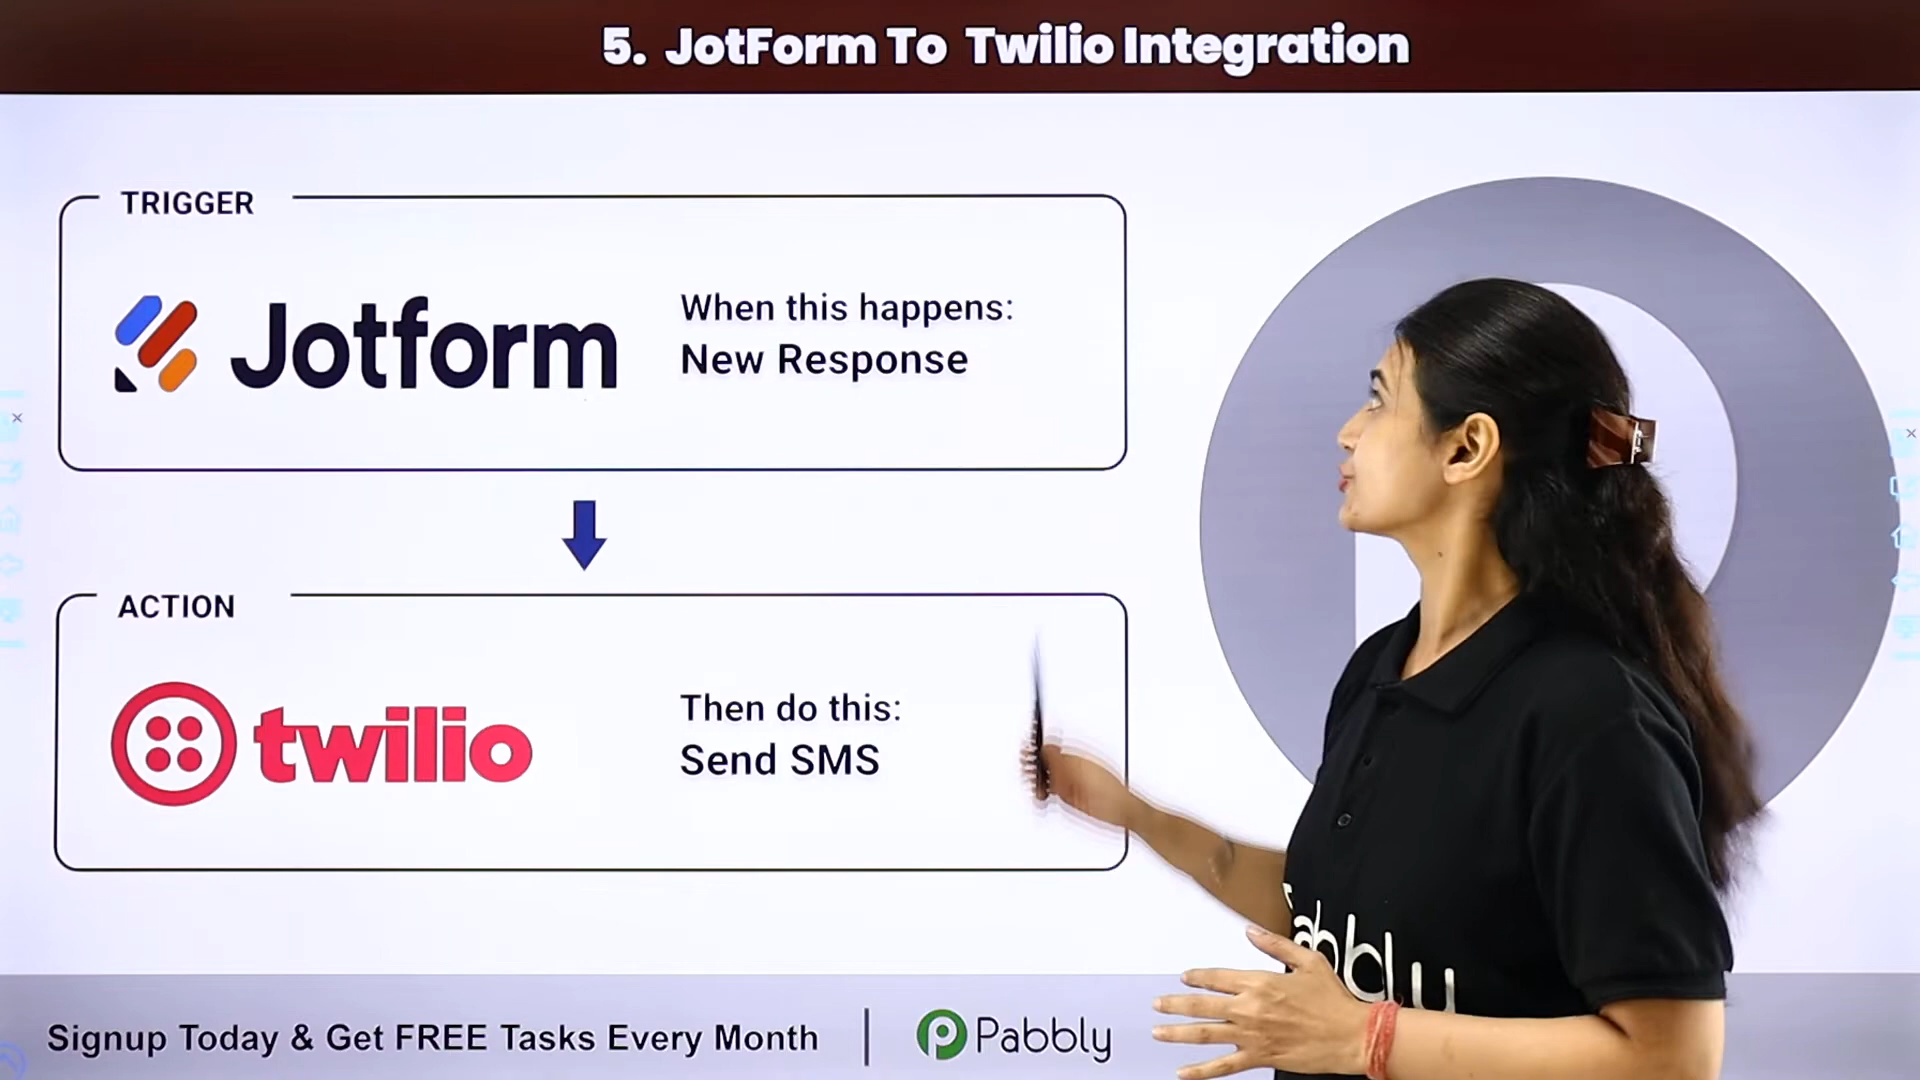 5. JotForm To Twilio Integration
TRIGGER
Jotform
When this happens:
New Response
ACTION
twilio
Then do this:
Send SMS
abbly
Signup Today & Get FREE Tasks Every Month
Pabbly